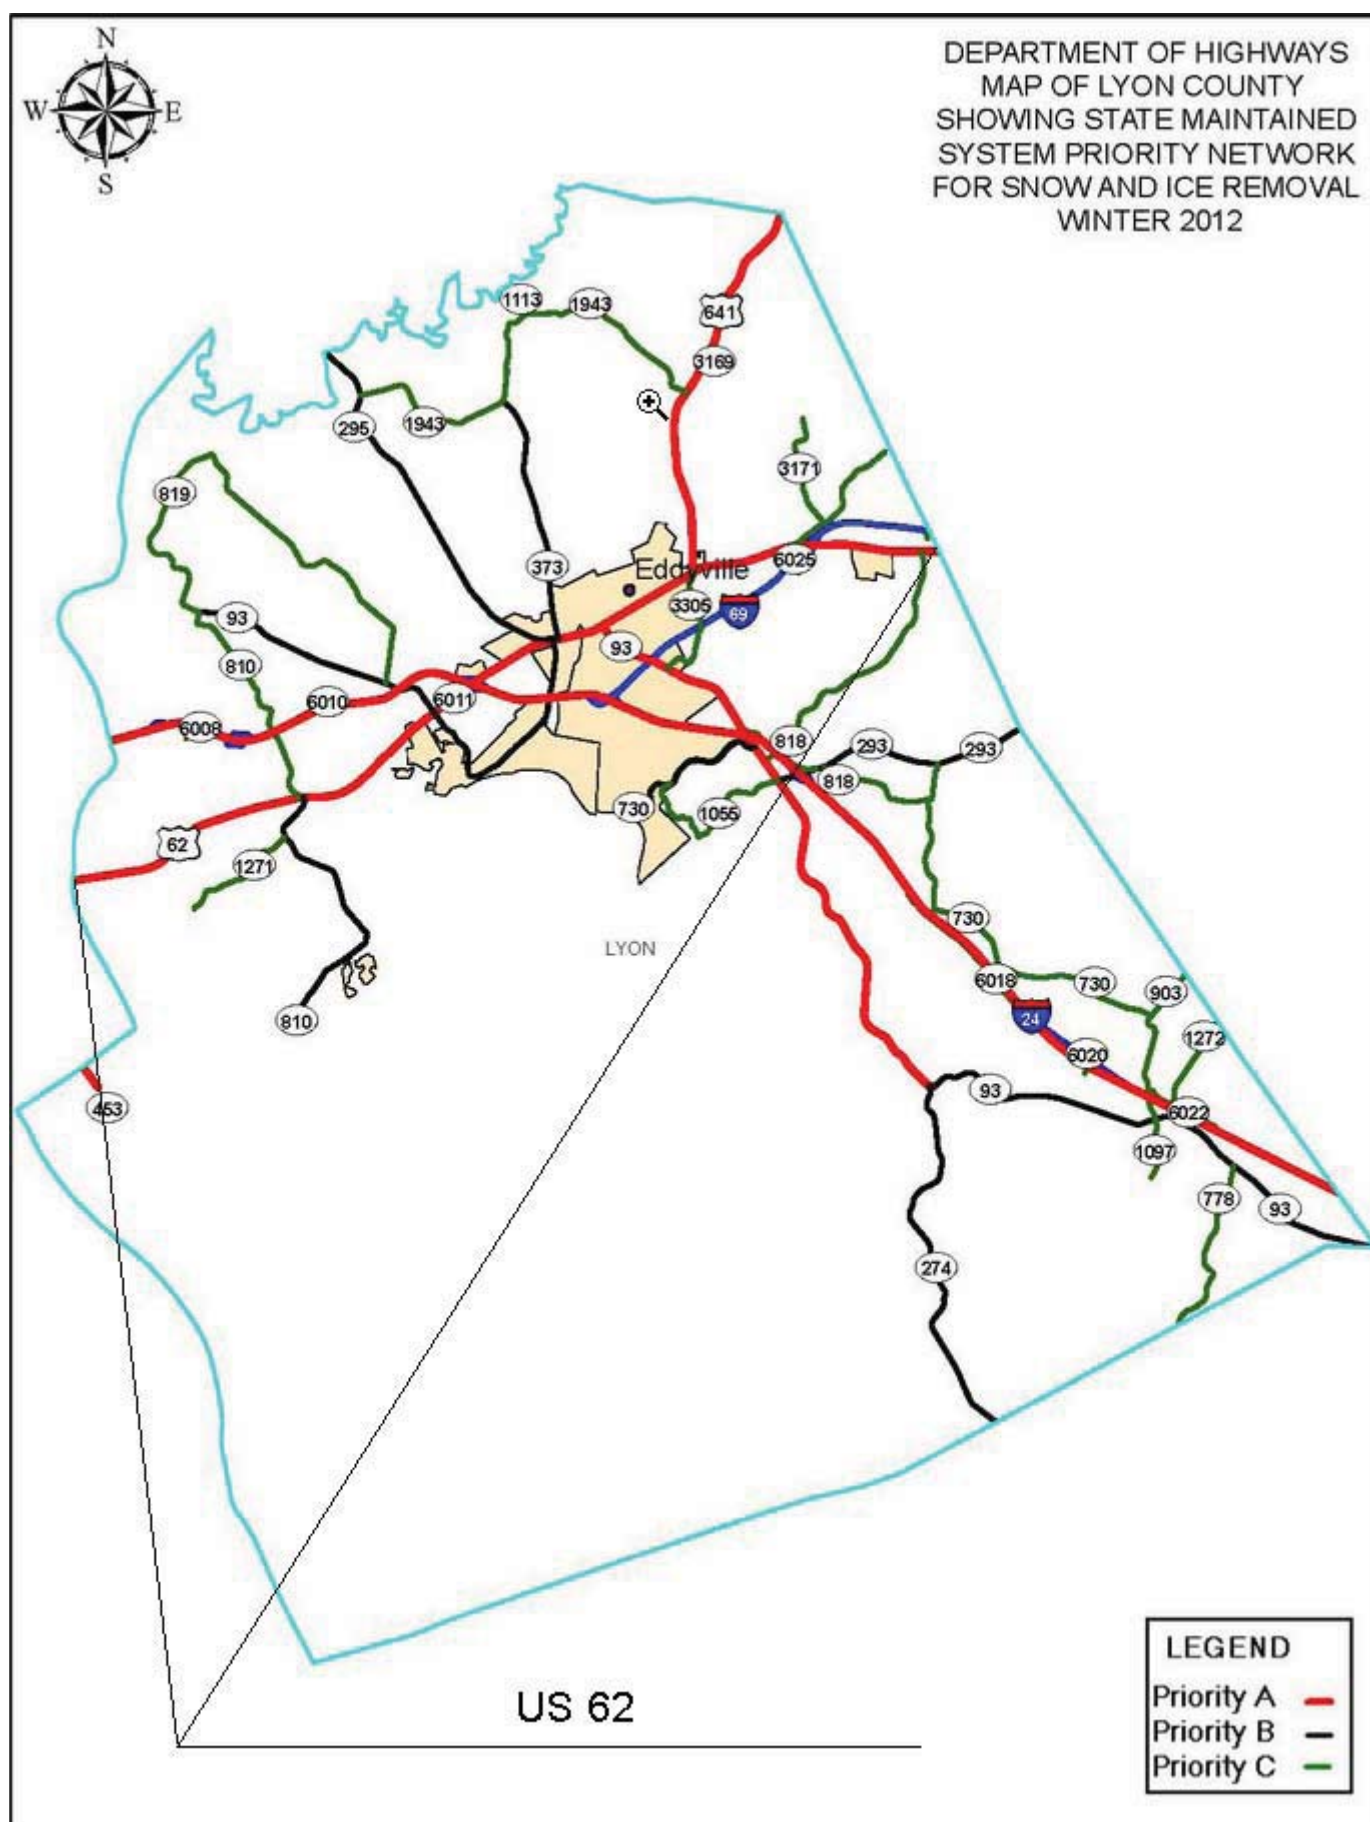 N
W E
S
DEPARTMENT OF HIGHWAYS
MAP OF LYON COUNTY
SHOWING STATE MAINTAINED
SYSTEM PRIORITY NETWORK
FOR SNOW AND ICE REMOVAL
WINTER 2012
1113
1943
641
3169
295
1943
3171
819
373
Eddyville
6025
3305
69
93
93
810
6010
6011
6008
818
293
293
818
730
1055
62
1271
730
LYON
6018
730
903
24
810
1272
6020
93
453
6022
1097
778
93
274
US 62
LEGEND
Priority A
Priority B
Priority C